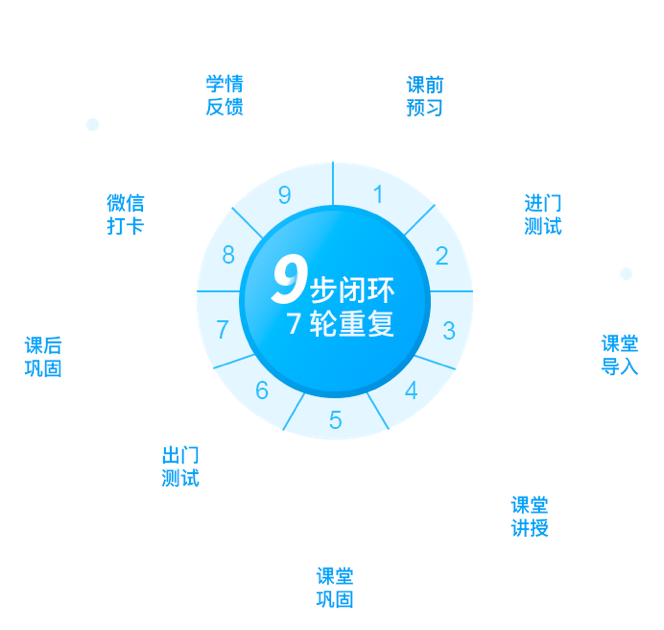 学情
反馈
课前
预习
微信
打卡
进门
测试
9
1
8
2
9步闭环
7轮重复
7
3
课后
巩固
课堂
导入
6
4
5
出门
测试
课堂
讲授
课堂
巩固